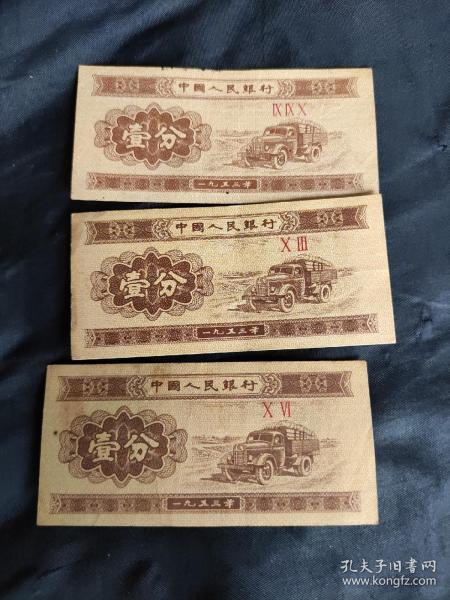 中國人民銀行
ⅨⅨⅩ
壹分
一九五三年
中國人民銀行
ⅩⅢ
壹分
一九五三年
中國人民銀行
ⅩⅥ
壹分
一九五三年
孔夫子旧书网
www.kongfz.com